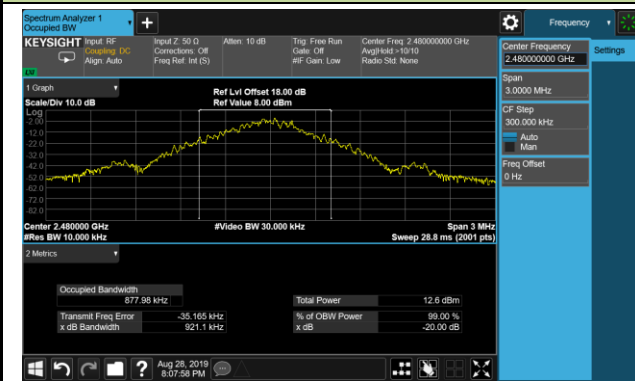 Spectrum Analyzer 1
Occupied BW
+
Frequency
KEYSIGHT Input: RF
Coupling: DC
Align: Auto
Input Z: 50 Ω
Corrections: Off
Freq Ref: Int (S)
Atten: 10 dB
Trig: Free Run
Gate: Off
#IF Gain: Low
Center Freq: 2.480000000 GHz
Avg|Hold:>10/10
Radio Std: None
Center Frequency
2.480000000 GHz
Settings
Span
3.0000 MHz
CF Step
300.000 kHz
Auto
Man
Freq Offset
0 Hz
1 Graph
Scale/Div 10.0 dB
Ref Lvl Offset 18.00 dB
Ref Value 8.00 dBm
Log
-2.00
-12.0
-22.0
-32.0
-42.0
-52.0
-62.0
-72.0
-82.0
Center 2.480000 GHz
#Res BW 10.000 kHz
#Video BW 30.000 kHz
Span 3 MHz
Sweep 28.8 ms (2001 pts)
2 Metrics
Occupied Bandwidth
877.98 kHz
Total Power 12.6 dBm
Transmit Freq Error -35.165 kHz
% of OBW Power 99.00 %
x dB Bandwidth 921.1 kHz
x dB -20.00 dB
?
Aug 28, 2019
8:07:58 PM